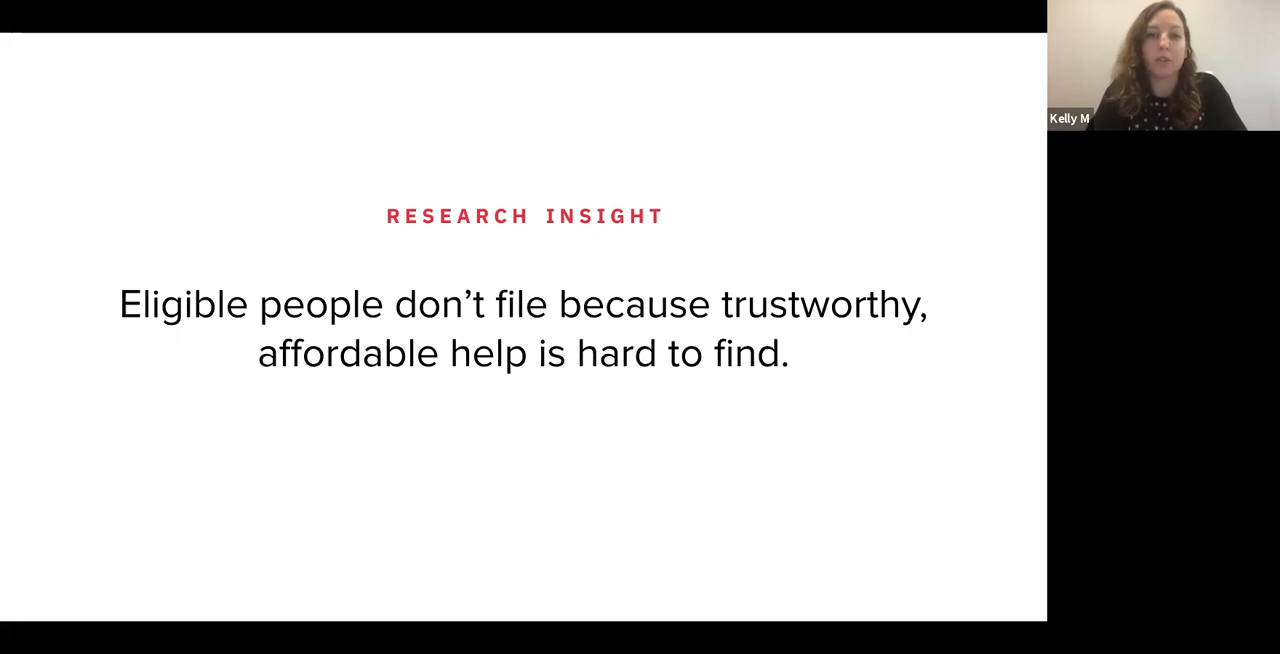 RESEARCH INSIGHT
Eligible people don’t file because trustworthy,
affordable help is hard to find.
Kelly M